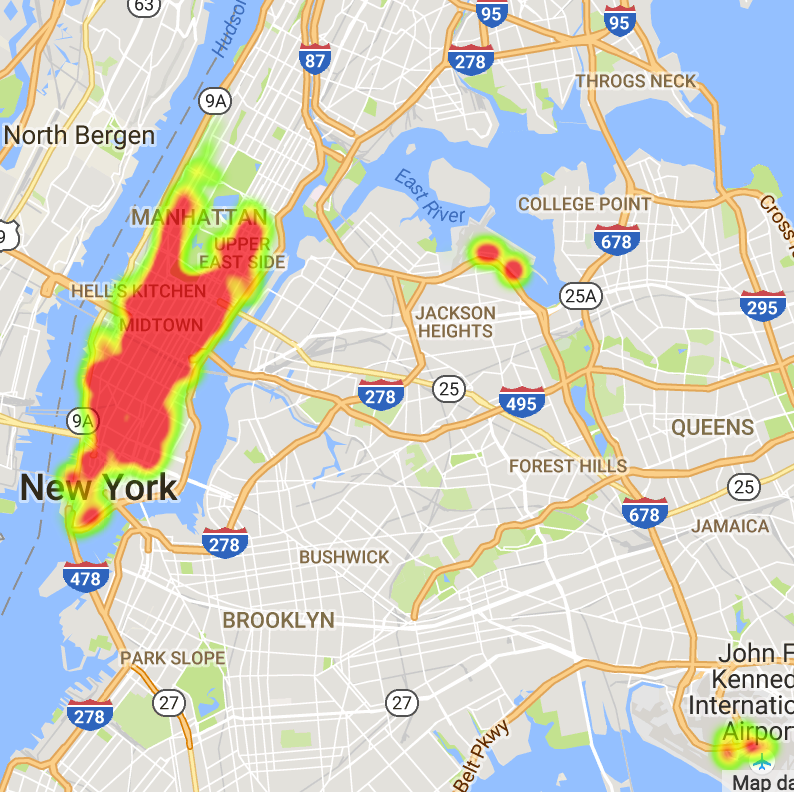 63
Hudson
95
95
87
278
THROGS NECK
9A
North Bergen
East River
COLLEGE POINT
MANHATTAN
9
Cross
678
UPPER
EAST SIDE
HELL'S KITCHEN
25A
295
JACKSON
HEIGHTS
MIDTOWN
278
25
495
9A
QUEENS
FOREST HILLS
New York
25
678
JAMAICA
278
BUSHWICK
478
BROOKLYN
John F
Kenned
Internatio
Airport
PARK SLOPE
27
27
278
Belt Pkwy
Map da